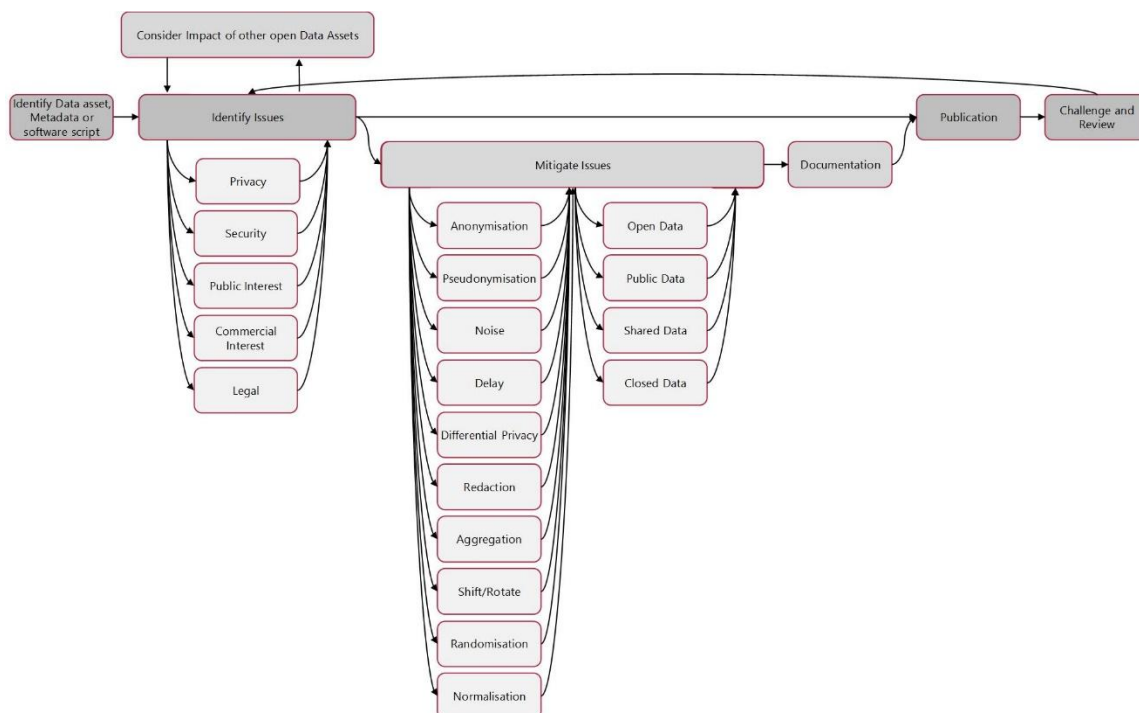 Consider Impact of other open Data Assets
Identify Data asset,
Metadata or
software script
Identify Issues
Publication
Challenge and
Review
Mitigate Issues
Documentation
Privacy
Security
Public Interest
Commercial
Interest
Legal
Anonymisation
Pseudonymisation
Noise
Delay
Differential Privacy
Redaction
Aggregation
Shift/Rotate
Randomisation
Normalisation
Open Data
Public Data
Shared Data
Closed Data